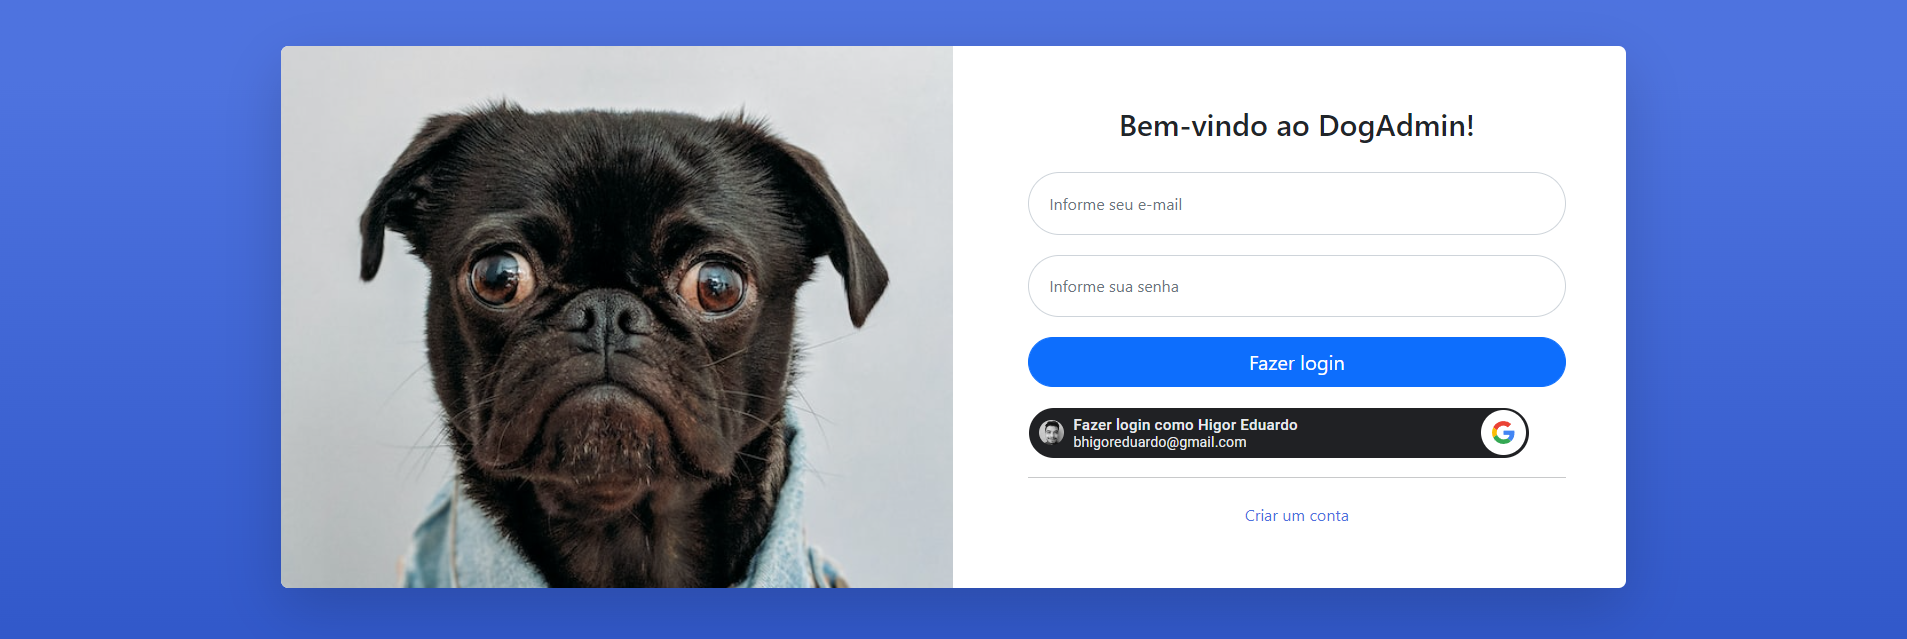 Bem-vindo ao DogAdmin!
Informe seu e-mail
Informe sua senha
Fazer login
Fazer login como Higor Eduardo
bhigoreduardo@gmail.com
Criar um conta